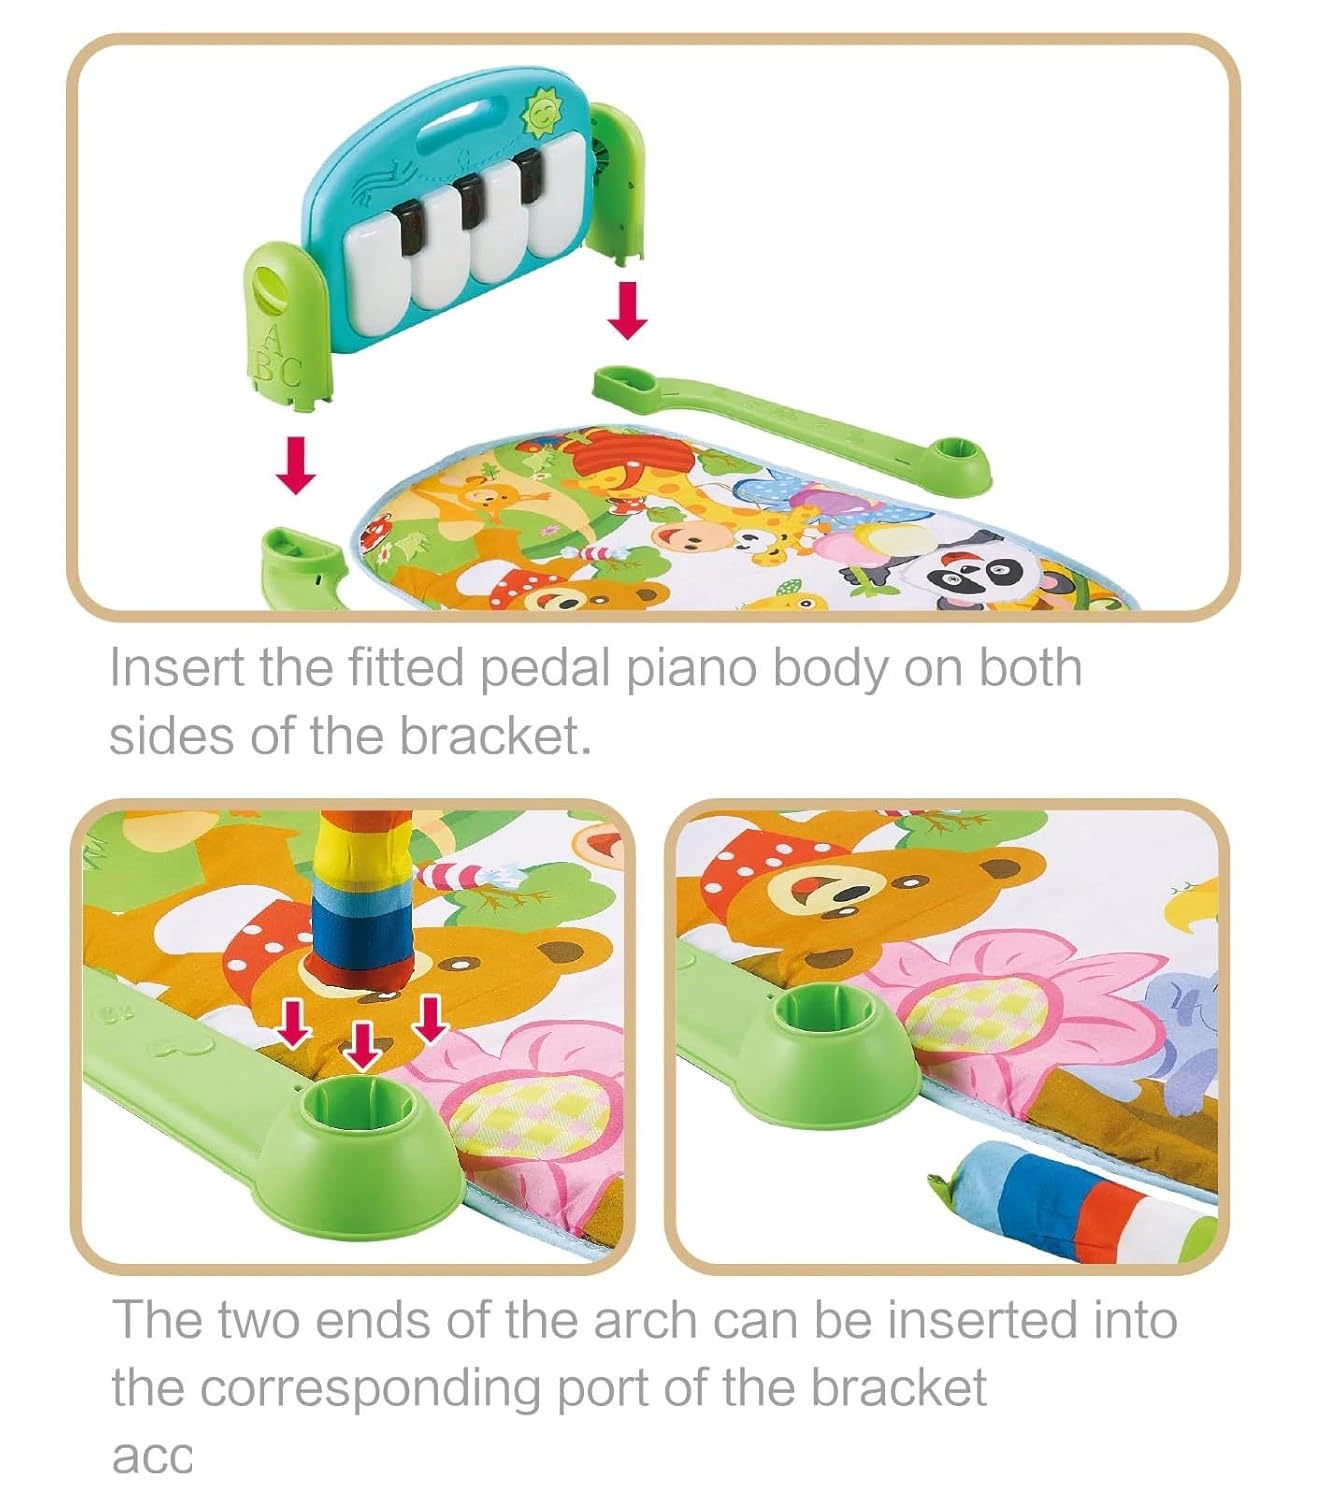 A
BC
Insert the fitted pedal piano body on both
sides of the bracket.
The two ends of the arch can be inserted into
the corresponding port of the bracket